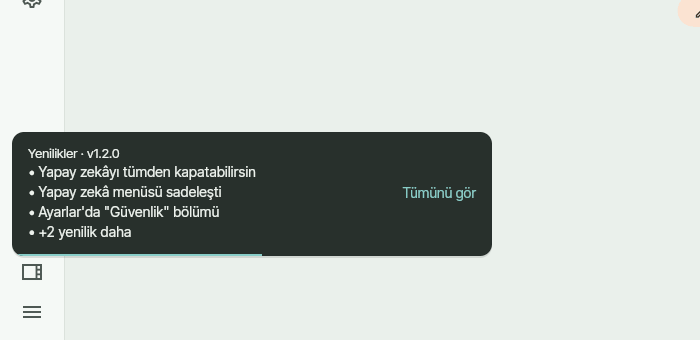 Yenilikler · v1.2.0
• Yapay zekâyı tümden kapatabilirsin
• Yapay zekâ menüsü sadeleşti
• Ayarlar'da "Güvenlik" bölümü
• +2 yenilik daha
Tümünü gör